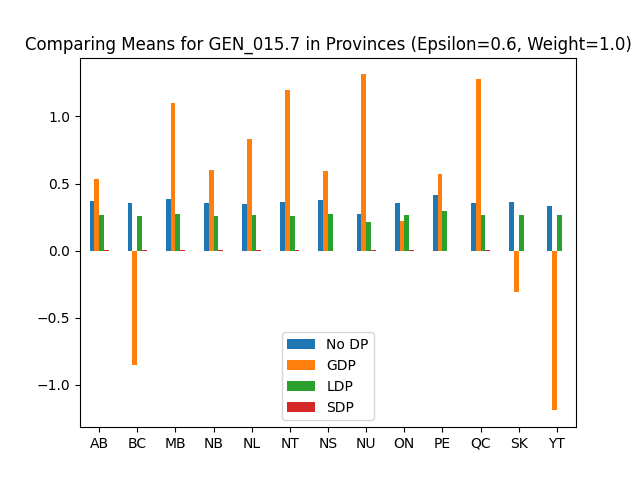 Comparing Means for GEN_015.7 in Provinces (Epsilon=0.6, Weight=1.0)
1.0
0.5
0.0
−0.5
−1.0
No DP
GDP
LDP
SDP
AB BC MB NB NL NT NS NU ON PE QC SK YT